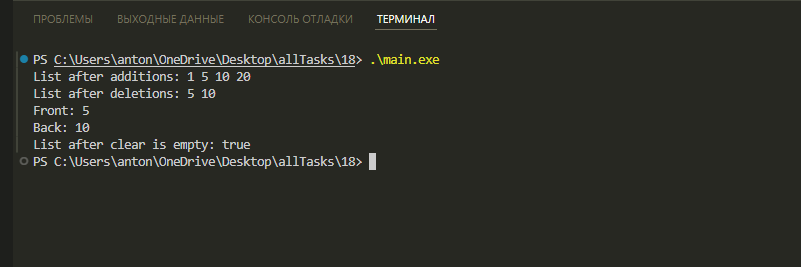 ПРОБЛЕМЫ ВЫХОДНЫЕ ДАННЫЕ КОНСОЛЬ ОТЛАДКИ ТЕРМИНАЛ
PS C:\Users\anton\OneDrive\Desktop\allTasks\18> .\main.exe
List after additions: 1 5 10 20
List after deletions: 5 10
Front: 5
Back: 10
List after clear is empty: true
PS C:\Users\anton\OneDrive\Desktop\allTasks\18>